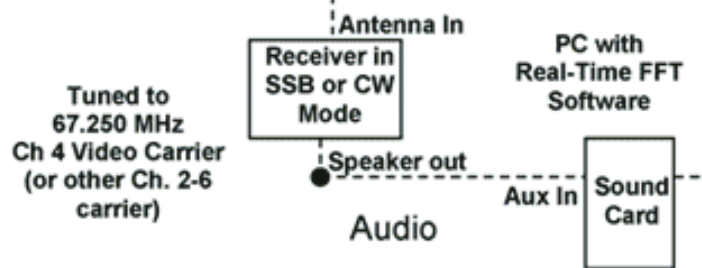 Antenna In
Receiver in
SSB or CW
Mode
PC with
Real-Time FFT
Software
Tuned to
67.250 MHz
Ch 4 Video Carrier
(or other Ch. 2-6
carrier)
Speaker out
Aux In
Sound
Card
Audio